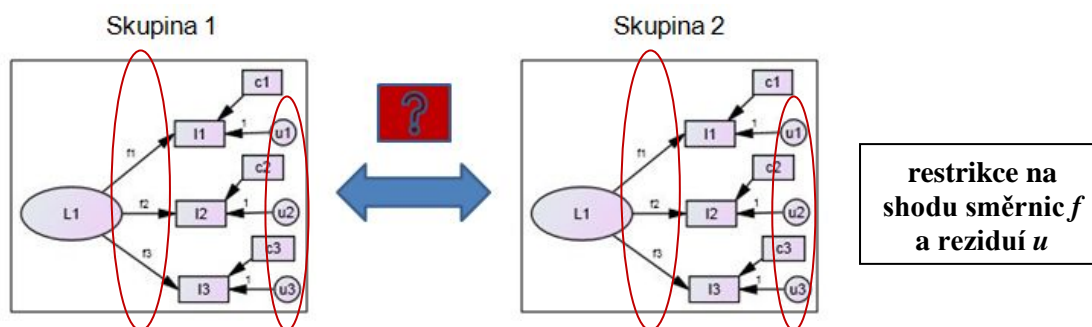 Skupina 1
c1
I1
1
u1
f1
c2
L1
f2
I2
1
u2
c3
f3
I3
1
u3
?
Skupina 2
c1
I1
1
u1
f1
c2
L1
f2
I2
1
u2
c3
f3
I3
1
u3
restrikce na
shodu směrnic f
a reziduí u